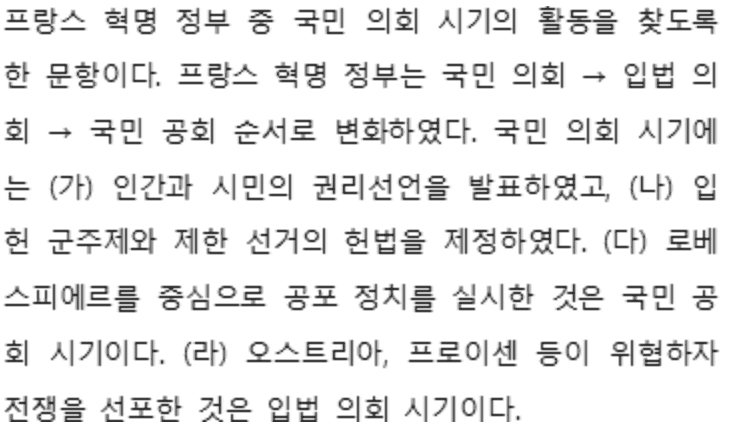 프랑스 혁명 정부 중 국민 의회 시기의 활동을 찾도록
한 문항이다. 프랑스 혁명 정부는 국민 의회 → 입법 의
회 → 국민 공회 순서로 변화하였다. 국민 의회 시기에
는 (가) 인간과 시민의 권리선언을 발표하였고, (나) 입
헌 군주제와 제한 선거의 헌법을 제정하였다. (다) 로베
스피에르를 중심으로 공포 정치를 실시한 것은 국민 공
회 시기이다. (라) 오스트리아, 프로이센 등이 위협하자
전쟁을 선포한 것은 입법 의회 시기이다.